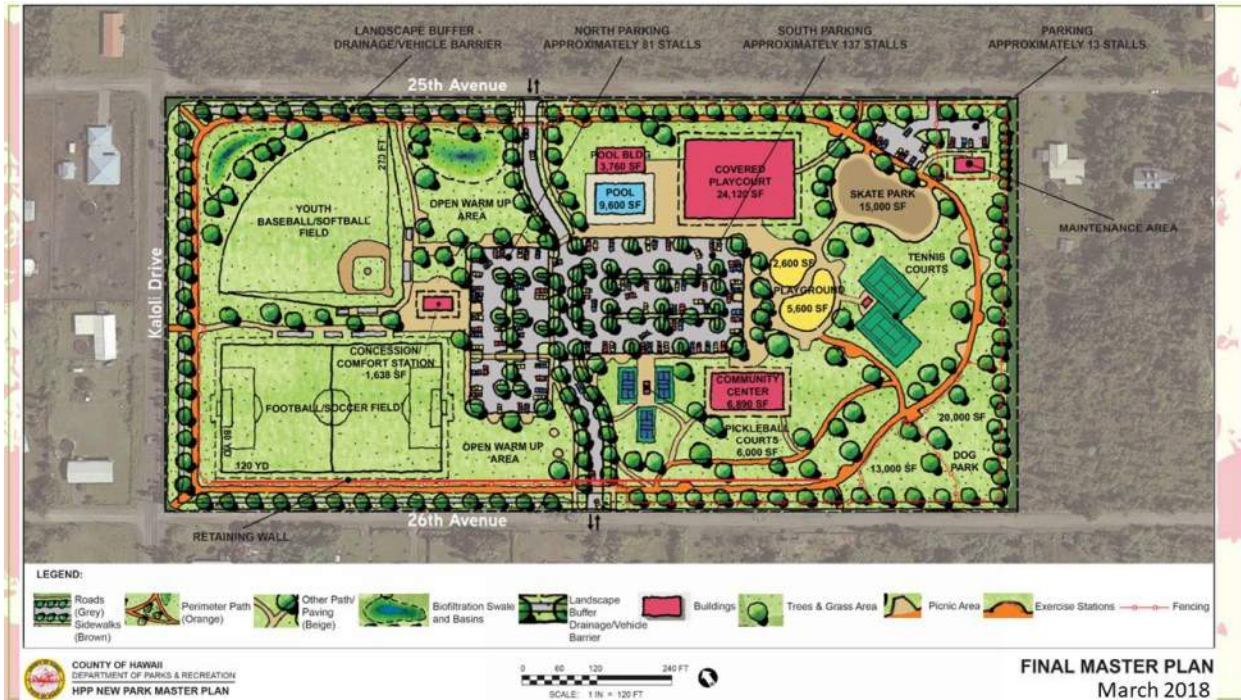 LANDSCAPE BUFFER -
DRAINAGE/VEHICLE BARRIER
NORTH PARKING
APPROXIMATELY 81 STALLS
SOUTH PARKING
APPROXIMATELY 137 STALLS
PARKING
APPROXIMATELY 13 STALLS
25th Avenue
273 FT
POOL BLDG
3,760 SF
POOL
9,600 SF
COVERED
PLAYCOURT
24,120 SF
SKATE PARK
15,000 SF
MAINTENANCE AREA
YOUTH
BASEBALL/SOFTBALL
FIELD
OPEN WARM UP
AREA
Kaloli Drive
TENNIS
COURTS
2,600 SF
PLAYGROUND
5,600 SF
CONCESSION/
COMFORT STATION
1,638 SF
FOOTBALL/SOCCER FIELD
80 YD
120 YD
OPEN WARM UP
AREA
COMMUNITY
CENTER
6,890 SF
PICKLEBALL
COURTS
6,000 SF
20,000 SF
DOG
PARK
13,000 SF
RETAINING WALL
26th Avenue
LEGEND:
Roads
(Grey)
Sidewalks
(Brown)
Perimeter Path
(Orange)
Other Path/
Paving
(Beige)
Biofiltration Swale
and Basins
Landscape
Buffer
Drainage/Vehicle
Barrier
Buildings
Trees & Grass Area
Picnic Area
Exercise Stations
Fencing
COUNTY OF HAWAII
DEPARTMENT OF PARKS & RECREATION
HPP NEW PARK MASTER PLAN
0 60 120 240 FT
SCALE: 1 IN = 120 FT
FINAL MASTER PLAN
March 2018